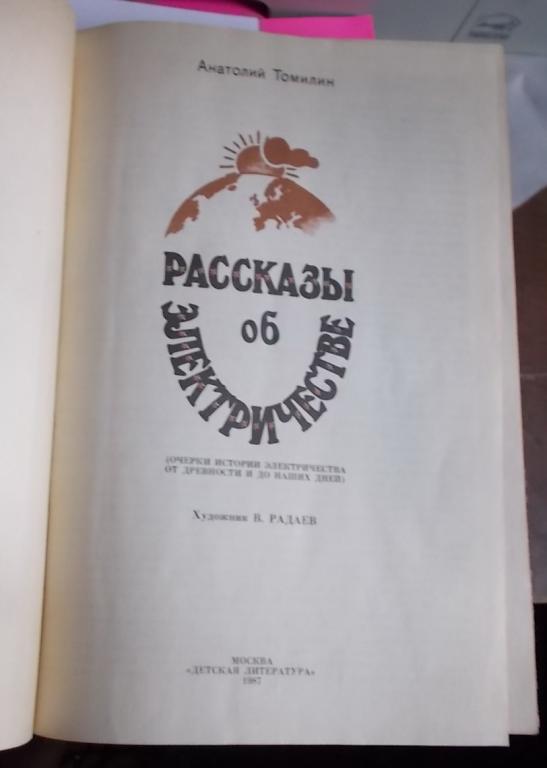 Анатолий Томилин
РАССКАЗЫ
об
ЭЛЕКТРИЧЕСТВЕ
(ОЧЕРКИ ИСТОРИИ ЭЛЕКТРИЧЕСТВА
ОТ ДРЕВНОСТИ И ДО НАШИХ ДНЕЙ)
Художник В. РАДАЕВ
МОСКВА
«ДЕТСКАЯ ЛИТЕРАТУРА»
1987